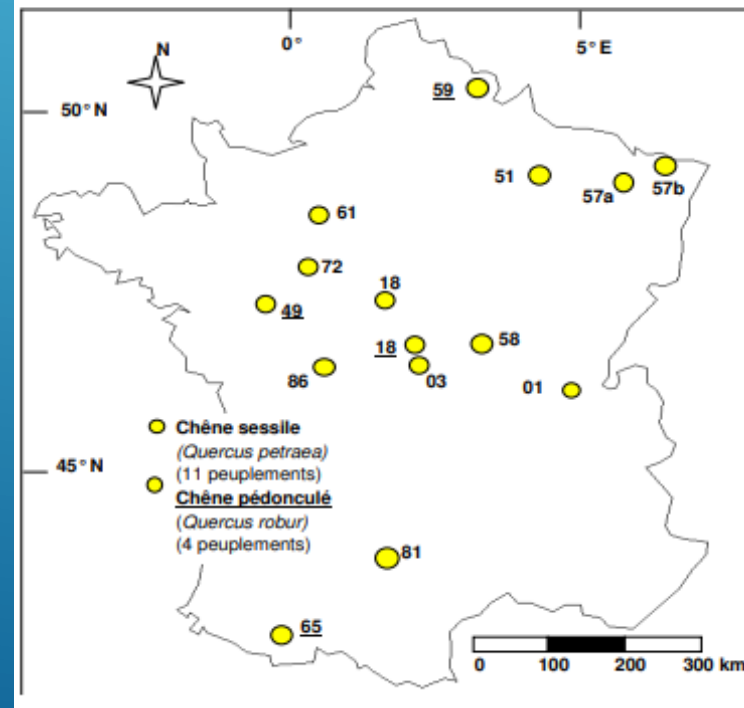 N
0°
5° E
59
50° N
51
57a
57b
61
72
18
49
18
58
86
03
01
Chêne sessile
(Quercus petraea)
(11 peuplements)
45° N
Chêne pédonculé
(Quercus robur)
(4 peuplements)
81
65
0 100 200 300 km